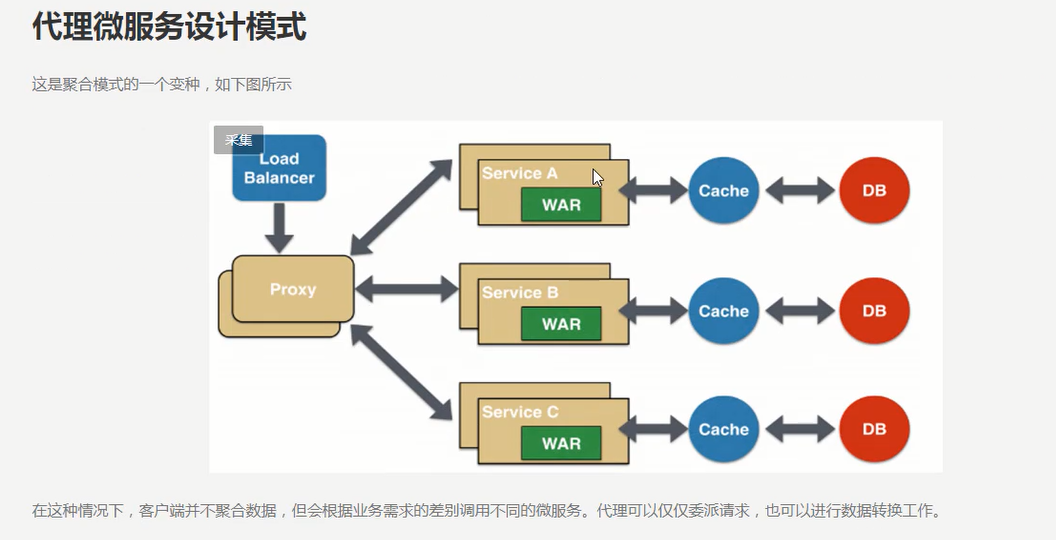 代理微服务设计模式
这是聚合模式的一个变种，如下图所示
采集
Load
Balancer
Proxy
Service A
WAR
Cache
DB
Service B
WAR
Cache
DB
Service C
WAR
Cache
DB
在这种情况下，客户端并不聚合数据，但会根据业务需求的差别调用不同的微服务。代理可以仅仅委派请求，也可以进行数据转换工作。